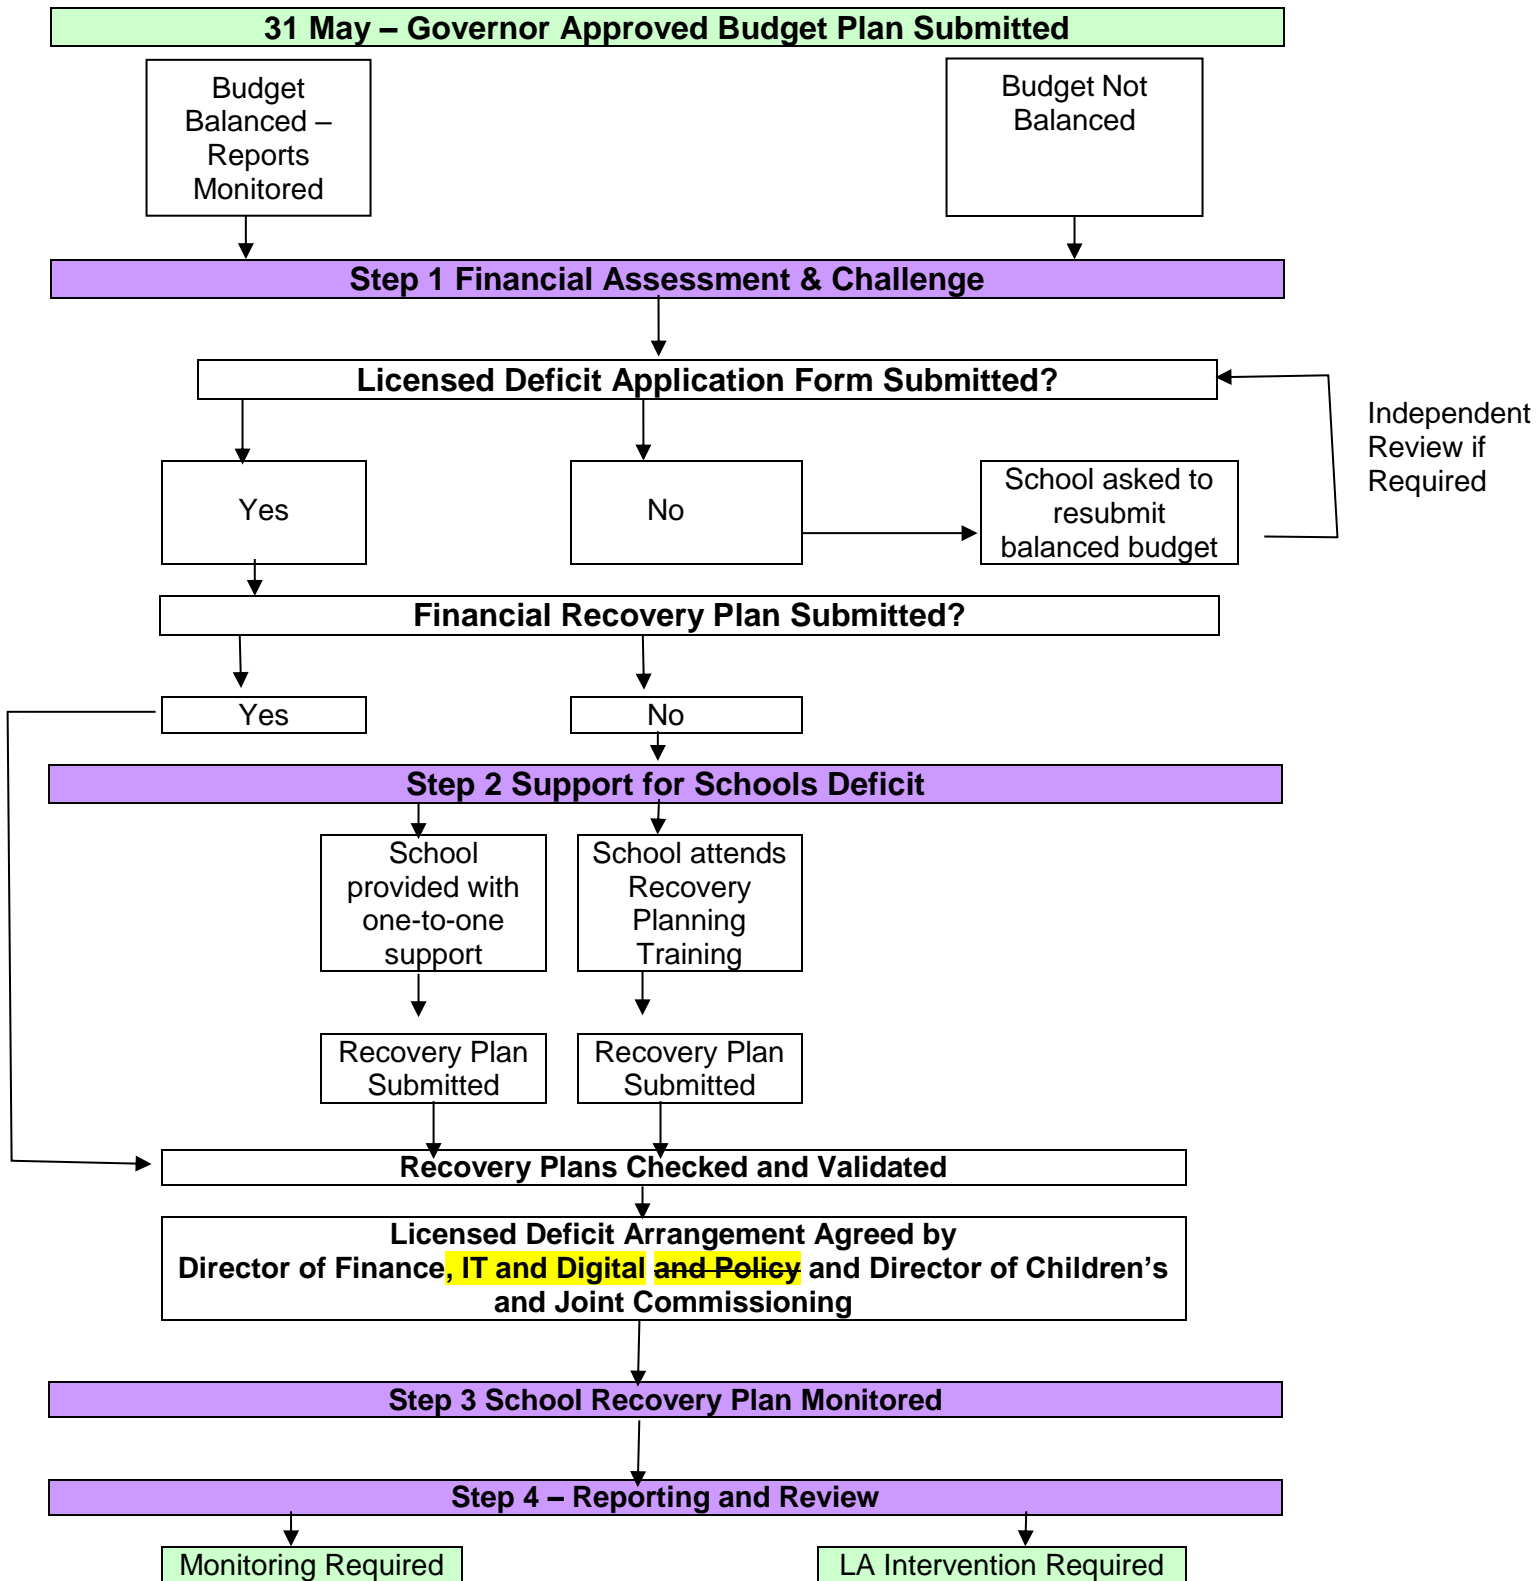 31 May – Governor Approved Budget Plan Submitted
Budget
Balanced –
Reports
Monitored
Budget Not
Balanced
Step 1 Financial Assessment & Challenge
Licensed Deficit Application Form Submitted?
Independent
Review if
Required
Yes
No
School asked to
resubmit
balanced budget
Financial Recovery Plan Submitted?
Yes
No
Step 2 Support for Schools Deficit
School
provided with
one-to-one
support
School attends
Recovery
Planning
Training
Recovery Plan
Submitted
Recovery Plan
Submitted
Recovery Plans Checked and Validated
Licensed Deficit Arrangement Agreed by
Director of Finance, IT and Digital and Policy and Director of Children’s
and Joint Commissioning
Step 3 School Recovery Plan Monitored
Step 4 – Reporting and Review
Monitoring Required
LA Intervention Required